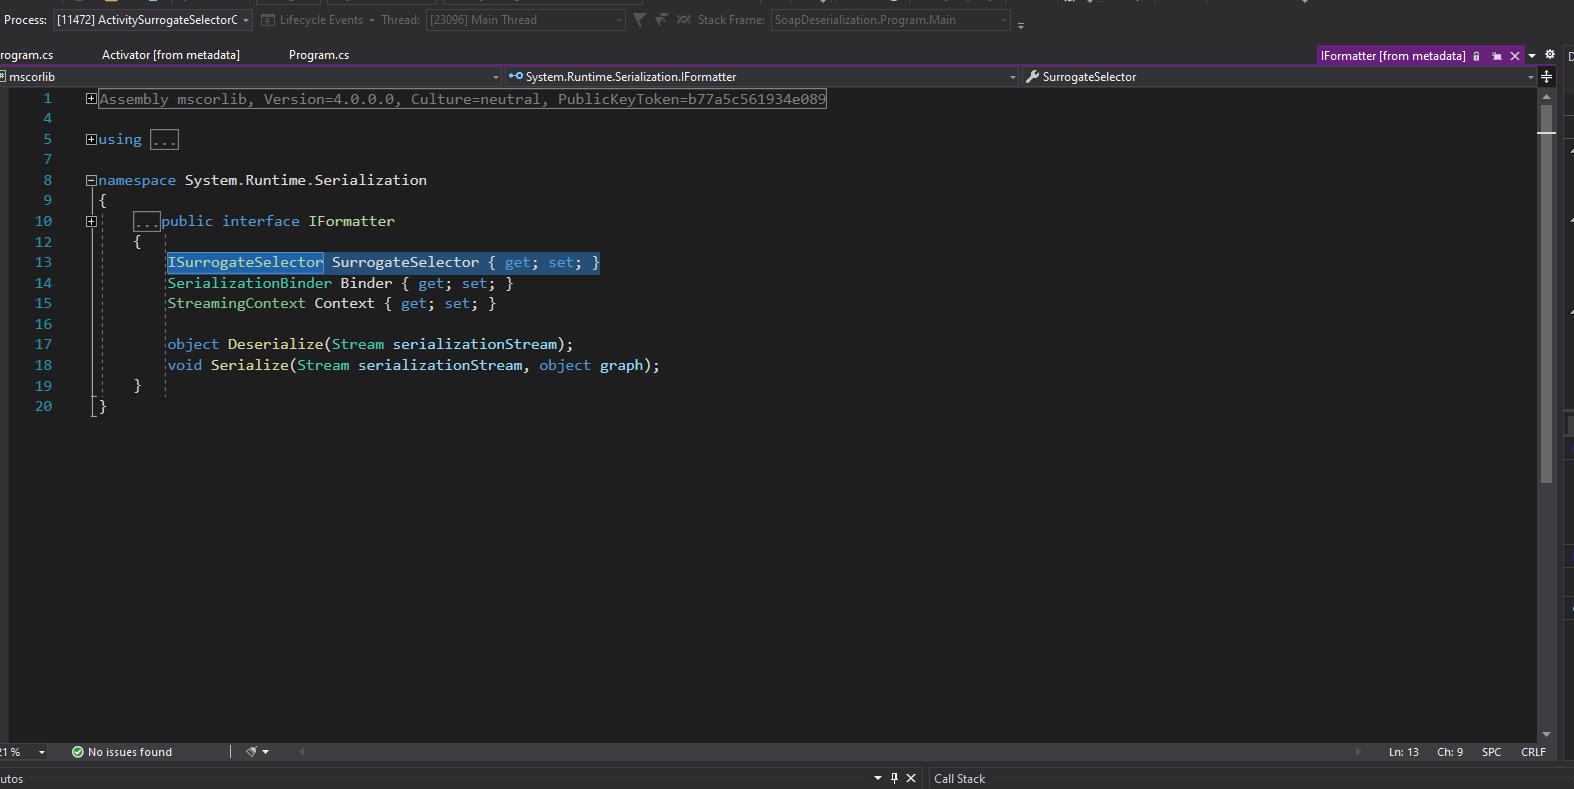 Process: [11472] ActivitySurrogateSelectorC Lifecycle Events Thread: [23096] Main Thread Stack Frame: SoapDeserialization.Program.Main
rogram.cs Activator [from metadata] Program.cs IFormatter [from metadata]
mscorlib System.Runtime.Serialization.IFormatter SurrogateSelector
1 Assembly mscorlib, Version=4.0.0.0, Culture=neutral, PublicKeyToken=b77a5c561934e089
4
5 using ...
7
8 namespace System.Runtime.Serialization
9 {
10 ...public interface IFormatter
12 {
13 ISurrogateSelector SurrogateSelector { get; set; }
14 SerializationBinder Binder { get; set; }
15 StreamingContext Context { get; set; }
16
17 object Deserialize(Stream serializationStream);
18 void Serialize(Stream serializationStream, object graph);
19 }
20 }
21 % No issues found Ln: 13 Ch: 9 SPC CRLF
utos Call Stack